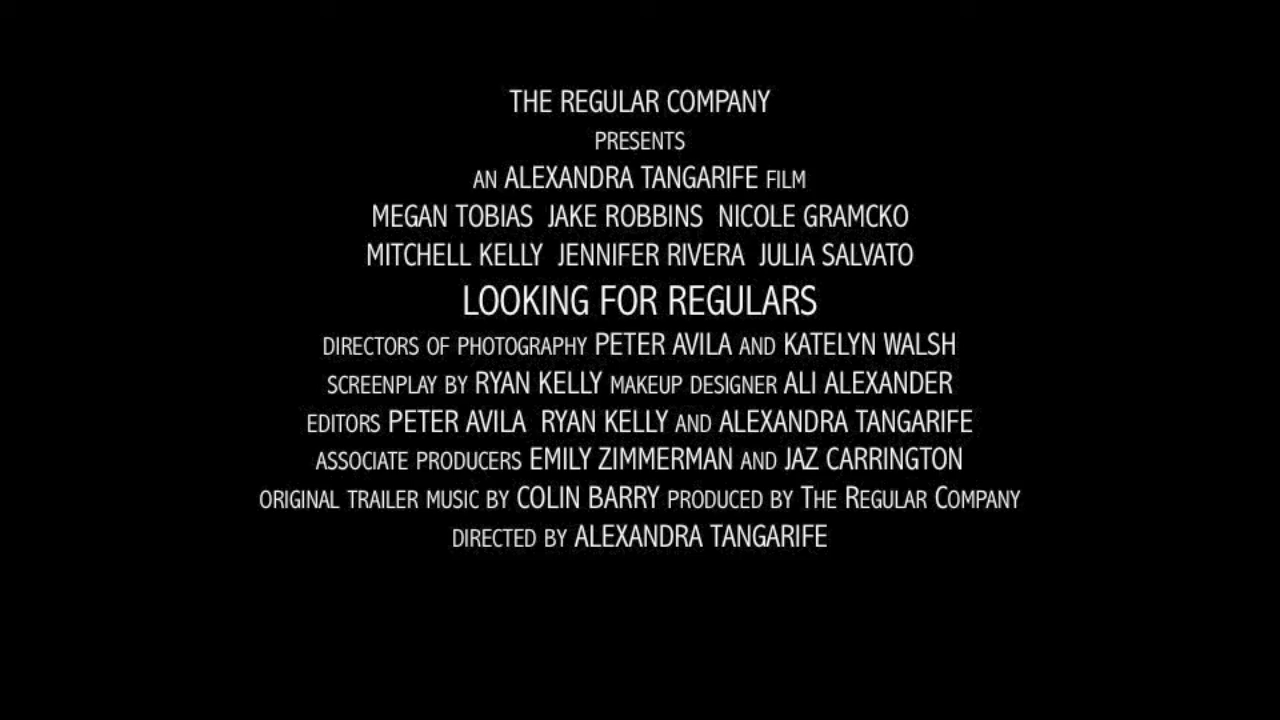 THE REGULAR COMPANY
PRESENTS
AN ALEXANDRA TANGARIFE FILM
MEGAN TOBIAS JAKE ROBBINS NICOLE GRAMCKO
MITCHELL KELLY JENNIFER RIVERA JULIA SALVATO
LOOKING FOR REGULARS
DIRECTORS OF PHOTOGRAPHY PETER AVILA AND KATELYN WALSH
SCREENPLAY BY RYAN KELLY MAKEUP DESIGNER ALI ALEXANDER
EDITORS PETER AVILA RYAN KELLY AND ALEXANDRA TANGARIFE
ASSOCIATE PRODUCERS EMILY ZIMMERMAN AND JAZ CARRINGTON
ORIGINAL TRAILER MUSIC BY COLIN BARRY PRODUCED BY THE REGULAR COMPANY
DIRECTED BY ALEXANDRA TANGARIFE